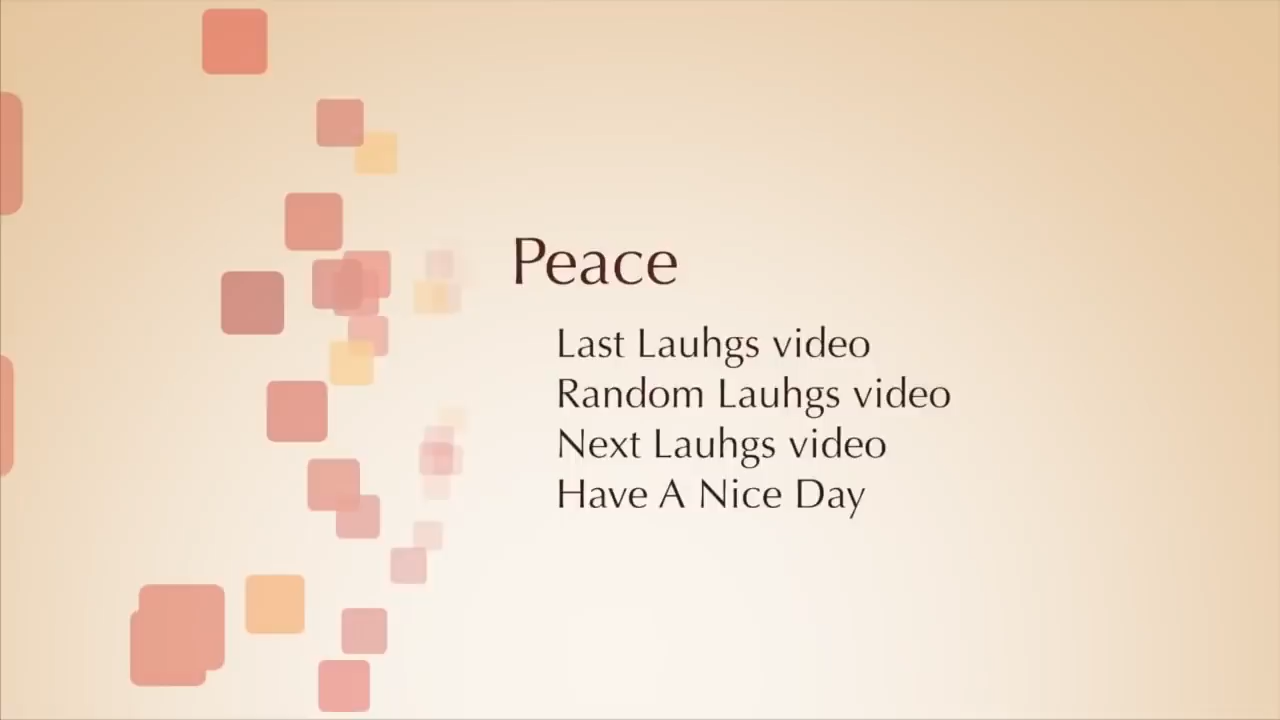 Peace
Last Lauhgs video
Random Lauhgs video
Next Lauhgs video
Have A Nice Day